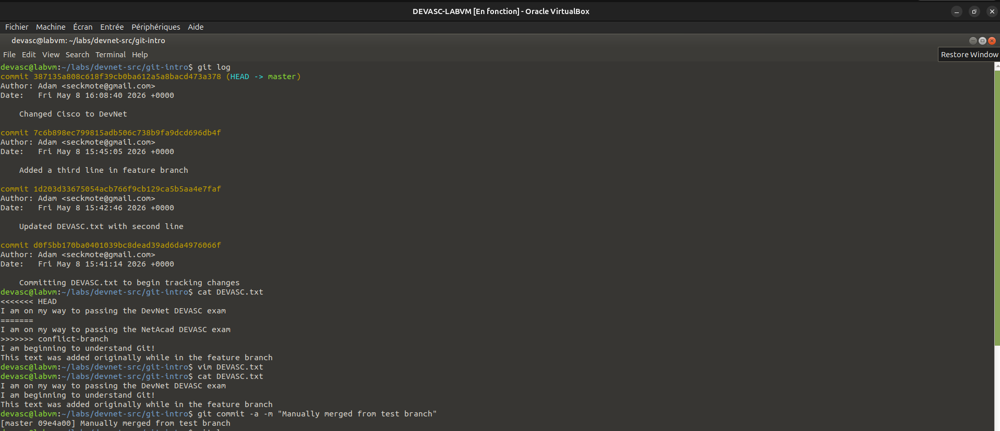 DEVASC-LABVM [En fonction] - Oracle VirtualBox
Fichier Machine Écran Entrée Périphériques Aide
devasc@labvm: ~/labs/devnet-src/git-intro
File Edit View Search Terminal Help
Restore Window
devasc@labvm:~/labs/devnet-src/git-intro$ git log
commit 387135a808c618f39cb0ba612a5a8bacd473a378 (HEAD -> master)
Author: Adam <seckmote@gmail.com>
Date:   Fri May 8 16:08:40 2026 +0000
    Changed Cisco to DevNet
commit 7c6b898ec799815adb506c738b9fa9dcd696db4f
Author: Adam <seckmote@gmail.com>
Date:   Fri May 8 15:45:05 2026 +0000
    Added a third line in feature branch
commit 1d203d33675054acb766f9cb129ca5b5aa4e7faf
Author: Adam <seckmote@gmail.com>
Date:   Fri May 8 15:42:46 2026 +0000
    Updated DEVASC.txt with second line
commit d0f5bb170ba0401039bc8dead39ad6da4976066f
Author: Adam <seckmote@gmail.com>
Date:   Fri May 8 15:41:14 2026 +0000
    Committing DEVASC.txt to begin tracking changes
devasc@labvm:~/labs/devnet-src/git-intro$ cat DEVASC.txt
<<<<<<< HEAD
I am on my way to passing the DevNet DEVASC exam
=======
I am on my way to passing the NetAcad DEVASC exam
>>>>>>> conflict-branch
I am beginning to understand Git!
This text was added originally while in the feature branch
devasc@labvm:~/labs/devnet-src/git-intro$ vim DEVASC.txt
devasc@labvm:~/labs/devnet-src/git-intro$ cat DEVASC.txt
I am on my way to passing the DevNet DEVASC exam
I am beginning to understand Git!
This text was added originally while in the feature branch
devasc@labvm:~/labs/devnet-src/git-intro$ git commit -a -m "Manually merged from test branch"
[master 09e4a00] Manually merged from test branch